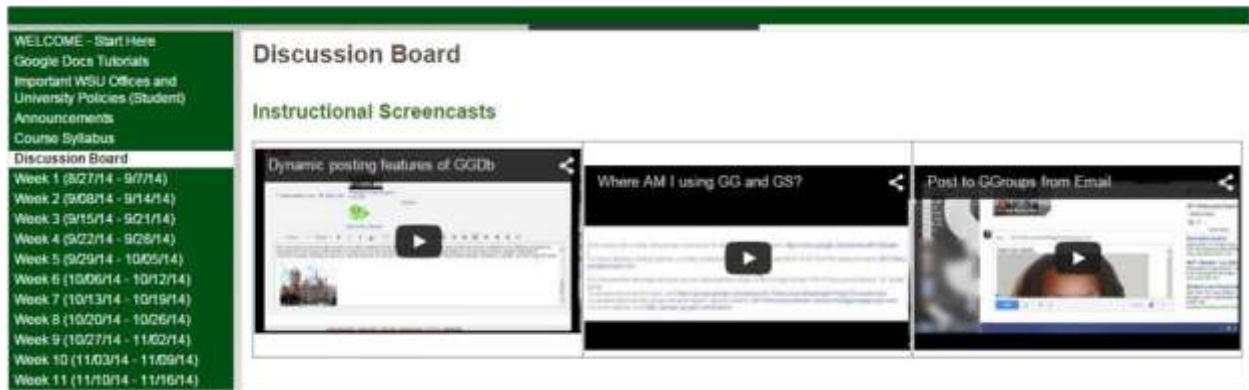 WELCOME - Start Here
Google Docs Tutorials
Important WSU Offices and
University Policies (Student)
Announcements
Course Syllabus
Discussion Board
Week 1 (8/27/14 - 9/7/14)
Week 2 (9/08/14 - 9/14/14)
Week 3 (9/15/14 - 9/21/14)
Week 4 (9/22/14 - 9/28/14)
Week 5 (9/29/14 - 10/05/14)
Week 6 (10/06/14 - 10/12/14)
Week 7 (10/13/14 - 10/19/14)
Week 8 (10/20/14 - 10/26/14)
Week 9 (10/27/14 - 11/02/14)
Week 10 (11/03/14 - 11/09/14)
Week 11 (11/10/14 - 11/16/14)
Discussion Board
Instructional Screencasts
Dynamic posting features of GGDb
Where AM I using GG and GS?
Post to GGroups from Email